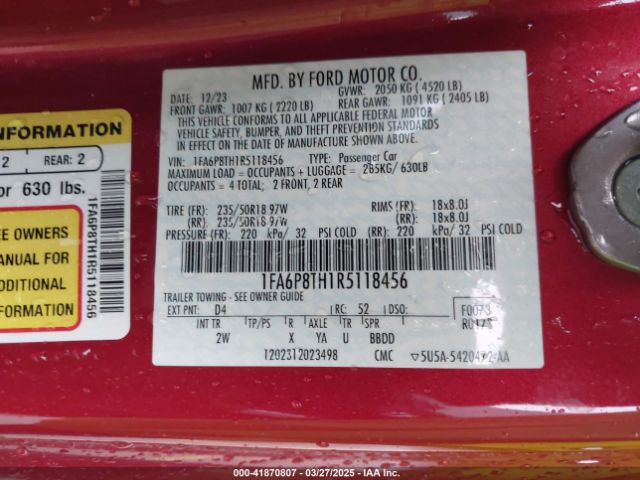 INFORMATION
2 REAR: 2
or 630 lbs.
EE OWNERS
MANUAL FOR
ADDITIONAL
FORMATION
1FA6P8TH1R5118456
MFD. BY FORD MOTOR CO.
DATE: 12/23 GVWR: 2050 KG ( 4520 LB)
FRONT GAWR: 1007 KG ( 2220 LB) REAR GAWR: 1091 KG ( 2405 LB)
THIS VEHICLE CONFORMS TO ALL APPLICABLE FEDERAL MOTOR
VEHICLE SAFETY, BUMPER, AND THEFT PREVENTION STANDARDS
IN EFFECT ON THE DATE OF MANUFACTURE SHOWN ABOVE.
VIN: 1FA6P8TH1R5118456 TYPE: Passenger Car
MAXIMUM LOAD = OCCUPANTS + LUGGAGE = 285KG/ 630LB
OCCUPANTS = 4 TOTAL; 2 FRONT, 2 REAR
TIRE (FR): 235/50R18 97W RIMS (FR): 18x8.0J
(RR): 235/50R18 97W (RR): 18x8.0J
PRESSURE (FR): 220 kPa/ 32 PSI COLD (RR): 220 kPa/ 32 PSI COLD
1FA6P8TH1R5118456
TRAILER TOWING - SEE OWNER GUIDE
EXT PNT: D4 RC: 52 DSO: F0073
INT TR TP/PS R AXLE TR SPR
2W X YA U BBDD
1202312023498 CMC
000-41870807 - 03/27/2025 - IAA Inc.